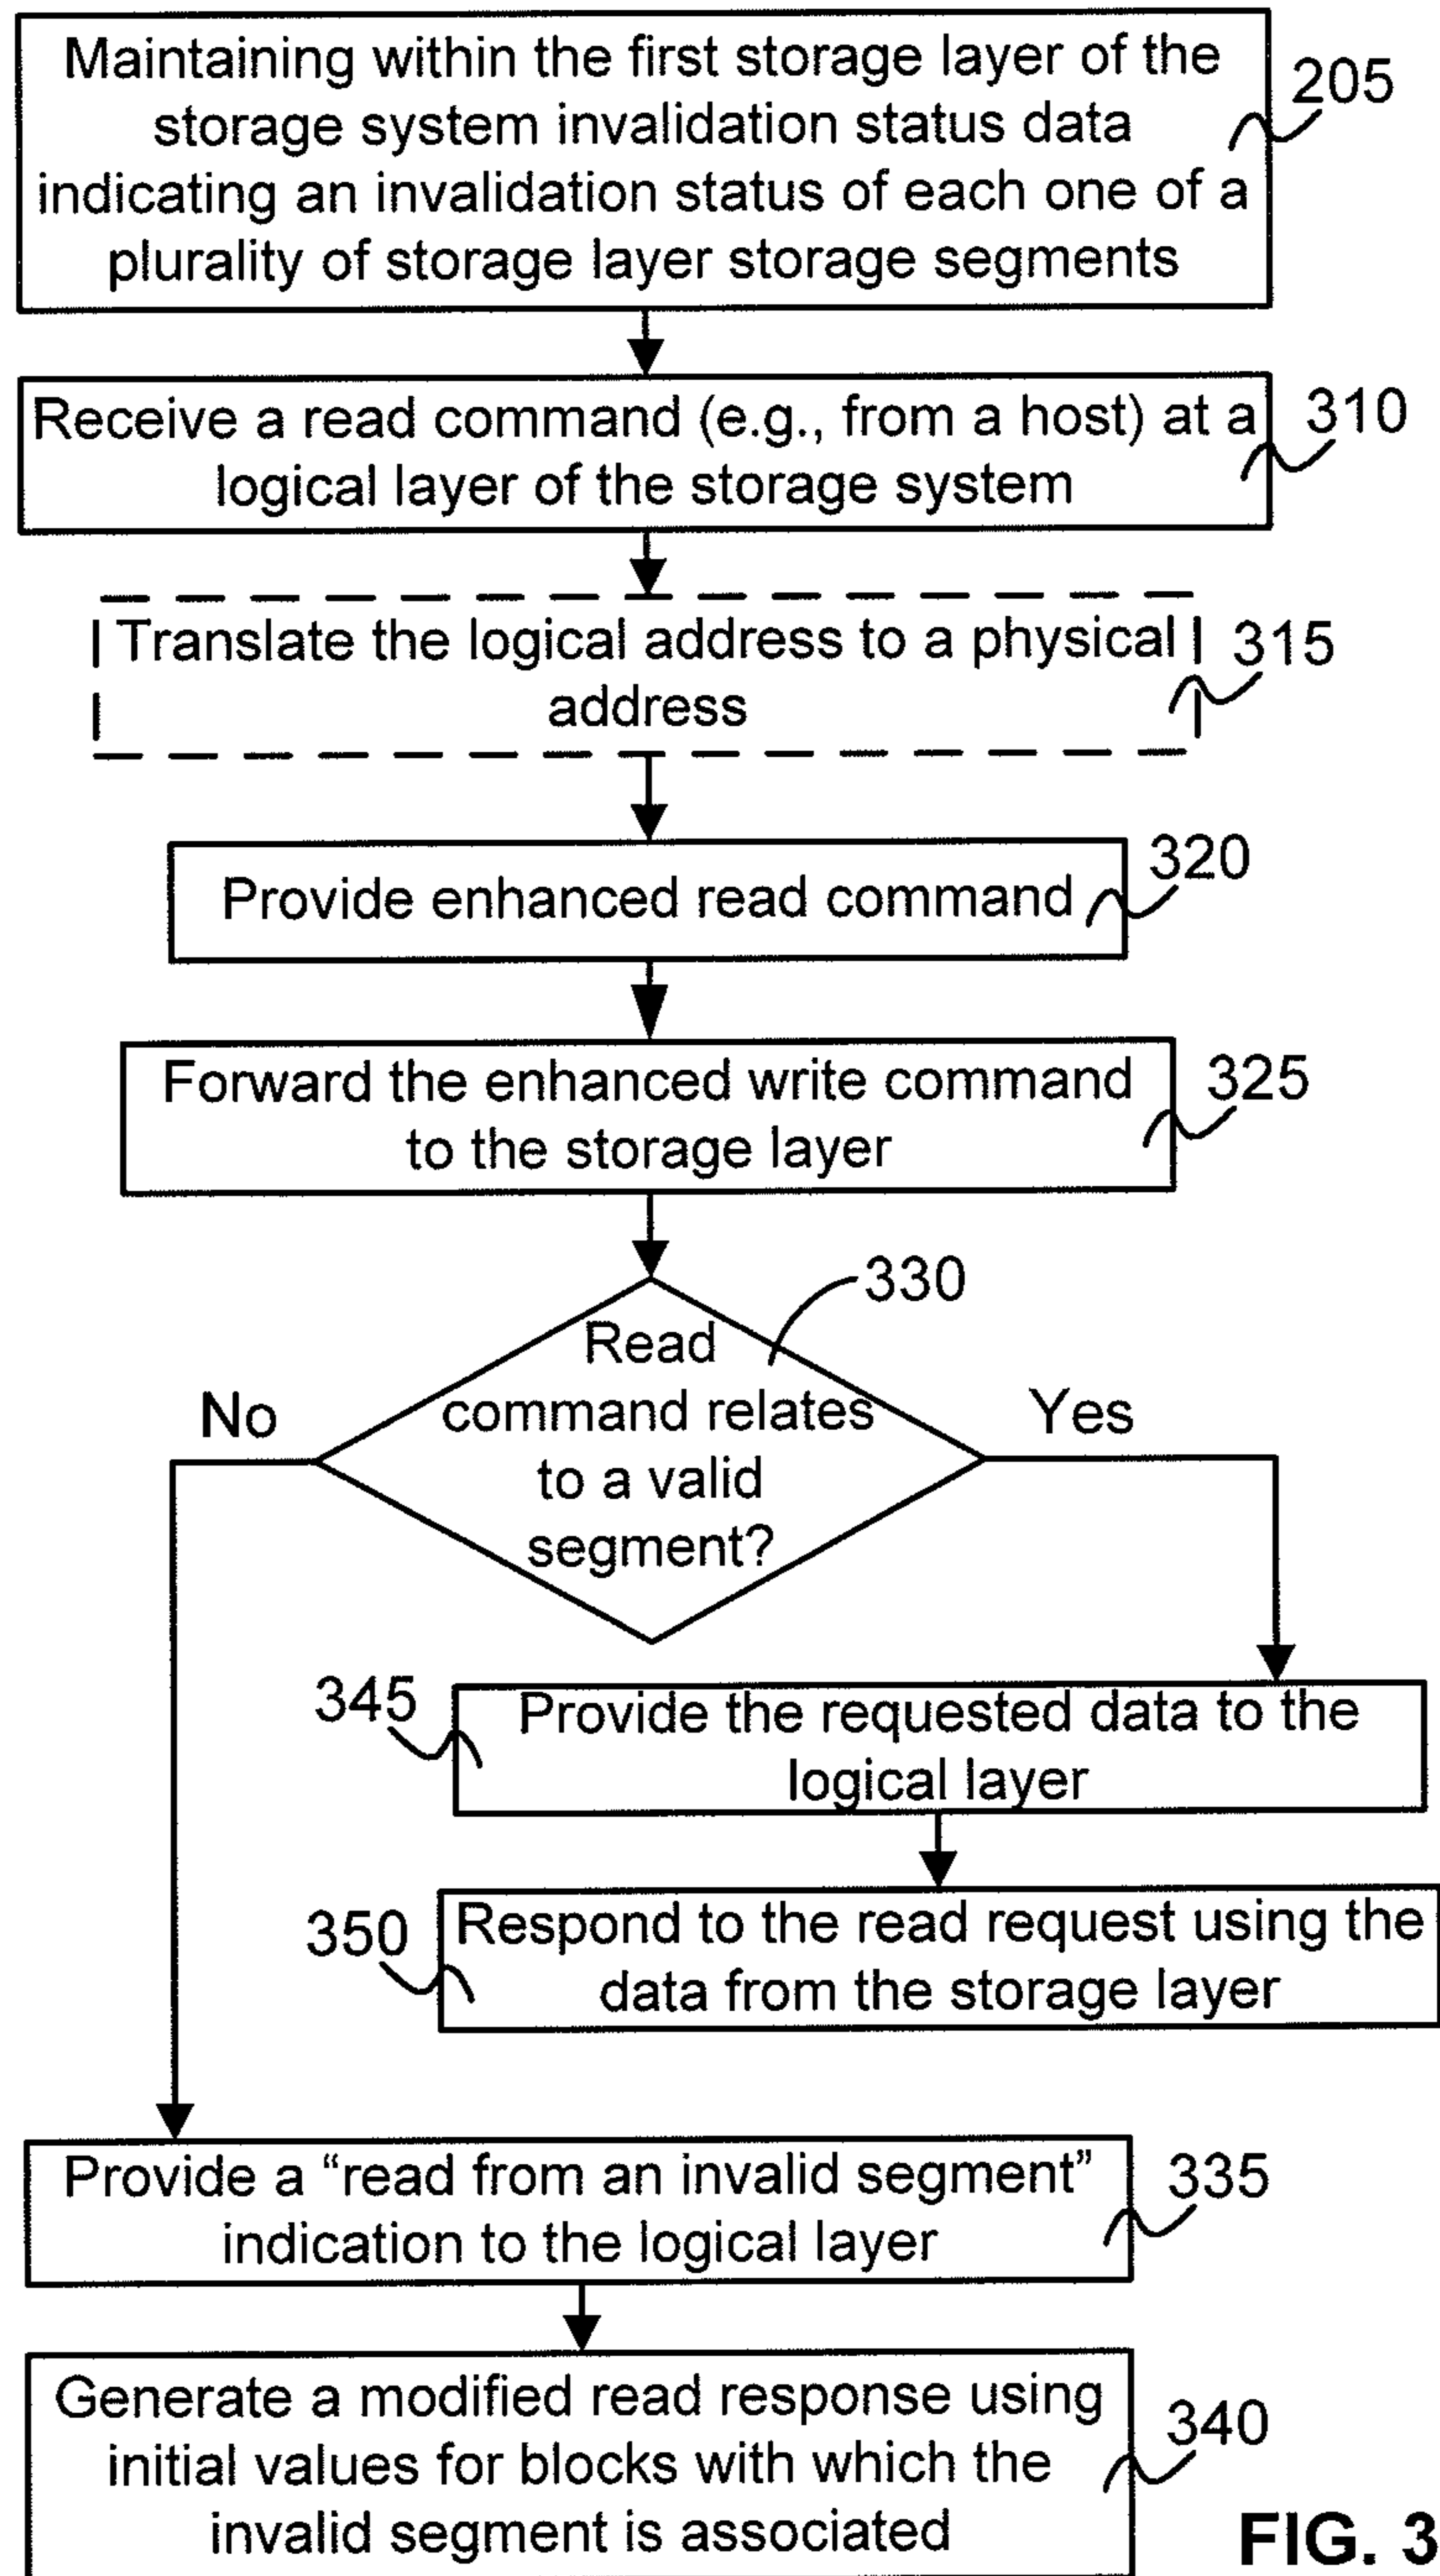 Maintaining within the first storage layer of the
storage system invalidation status data
indicating an invalidation status of each one of a
plurality of storage layer storage segments
205
Receive a read command (e.g., from a host) at a
logical layer of the storage system
310
Translate the logical address to a physical
address
315
Provide enhanced read command
320
Forward the enhanced write command
to the storage layer
325
330
Read
command relates
to a valid
segment?
No
Yes
345
Provide the requested data to the
logical layer
350
Respond to the read request using the
data from the storage layer
Provide a “read from an invalid segment”
indication to the logical layer
335
Generate a modified read response using
initial values for blocks with which the
invalid segment is associated
340
FIG. 3